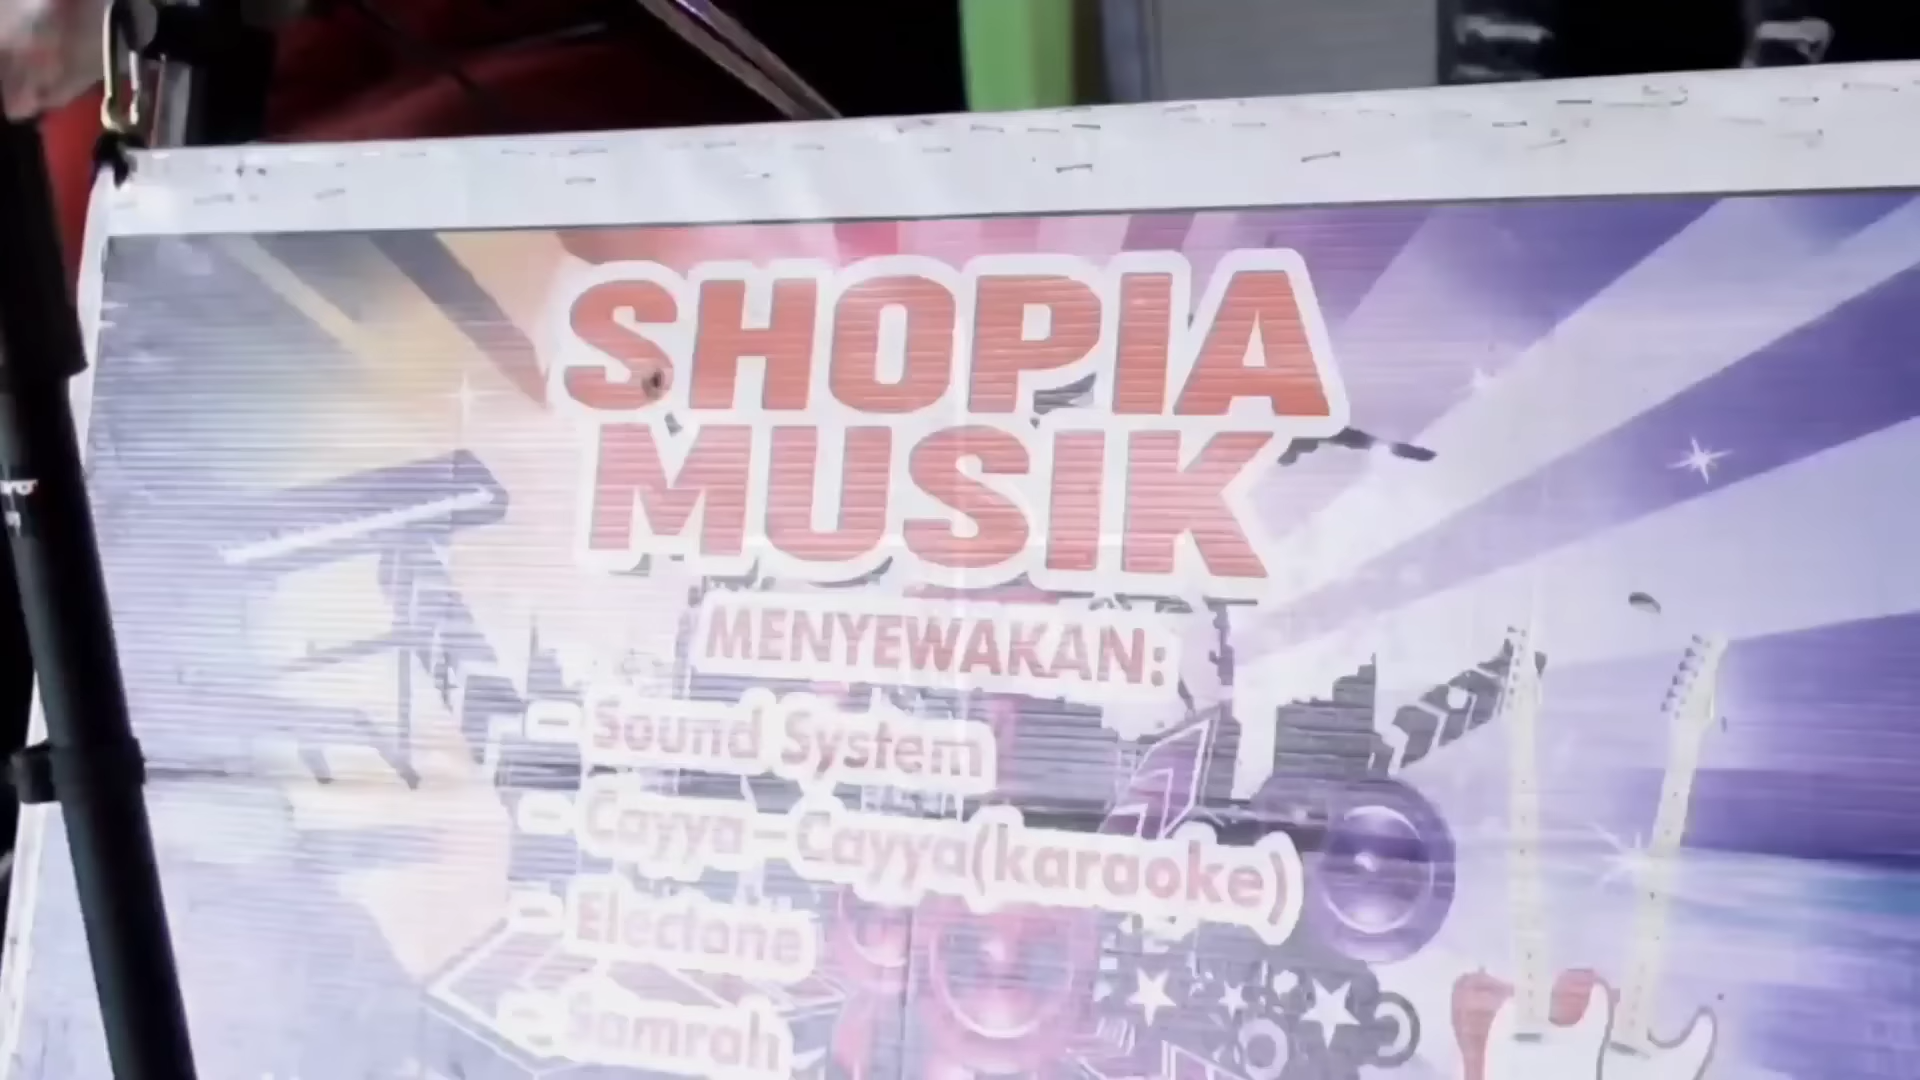 SHOPIA
MUSIK
MENYEWAKAN:
- Sound System
- Cayya-Cayya(karaoke)
- Electone
- Samrah